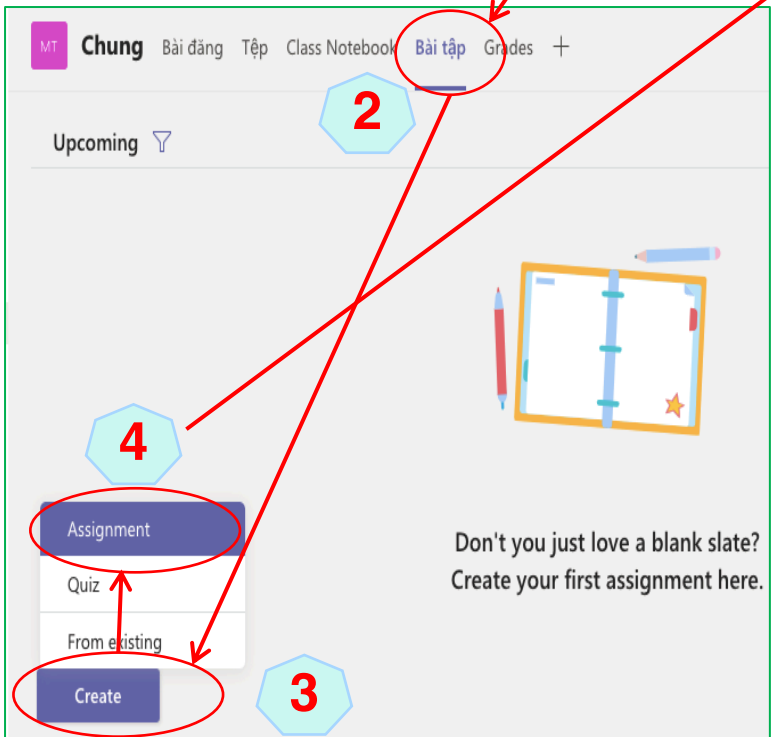 MT Chung Bài đăng Tệp Class Notebook Bài tập Grades +
2
Upcoming
4
Assignment
Don't you just love a blank slate?
Quiz
Create your first assignment here.
From existing
Create
3